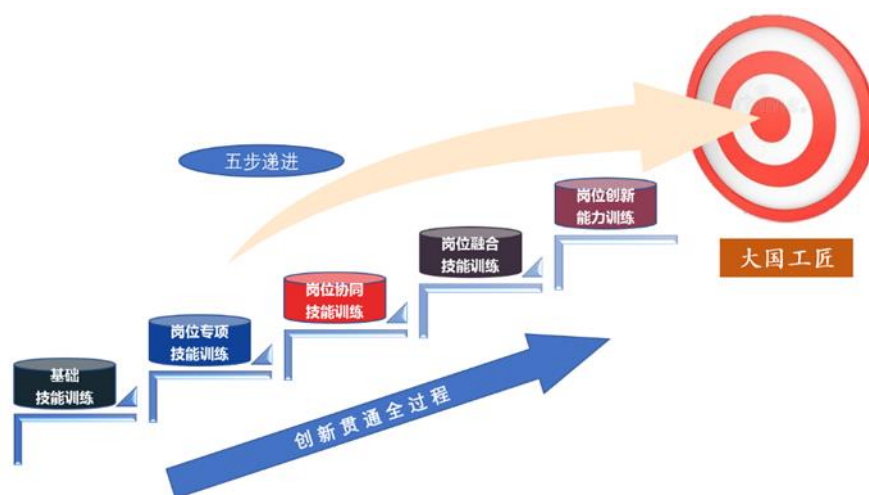 五步递进
岗位创新
能力训练
岗位融合
技能训练
大国工匠
岗位协同
技能训练
岗位专项
技能训练
基础
技能训练
创新贯通全过程